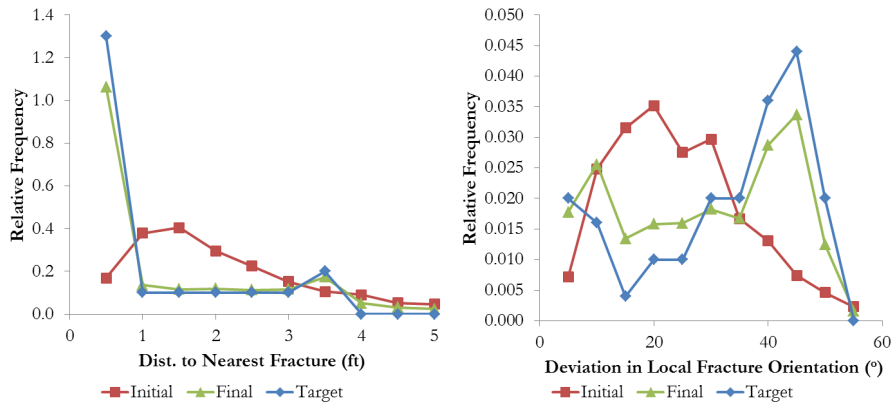 1.4
1.2
1.0
0.8
0.6
0.4
0.2
0.0
Relative Frequency
0 1 2 3 4 5
Dist. to Nearest Fracture (ft)
Initial Final Target
0.050
0.045
0.040
0.035
0.030
0.025
0.020
0.015
0.010
0.005
0.000
Relative Frequency
0 20 40 60
Deviation in Local Fracture Orientation (º)
Initial Final Target